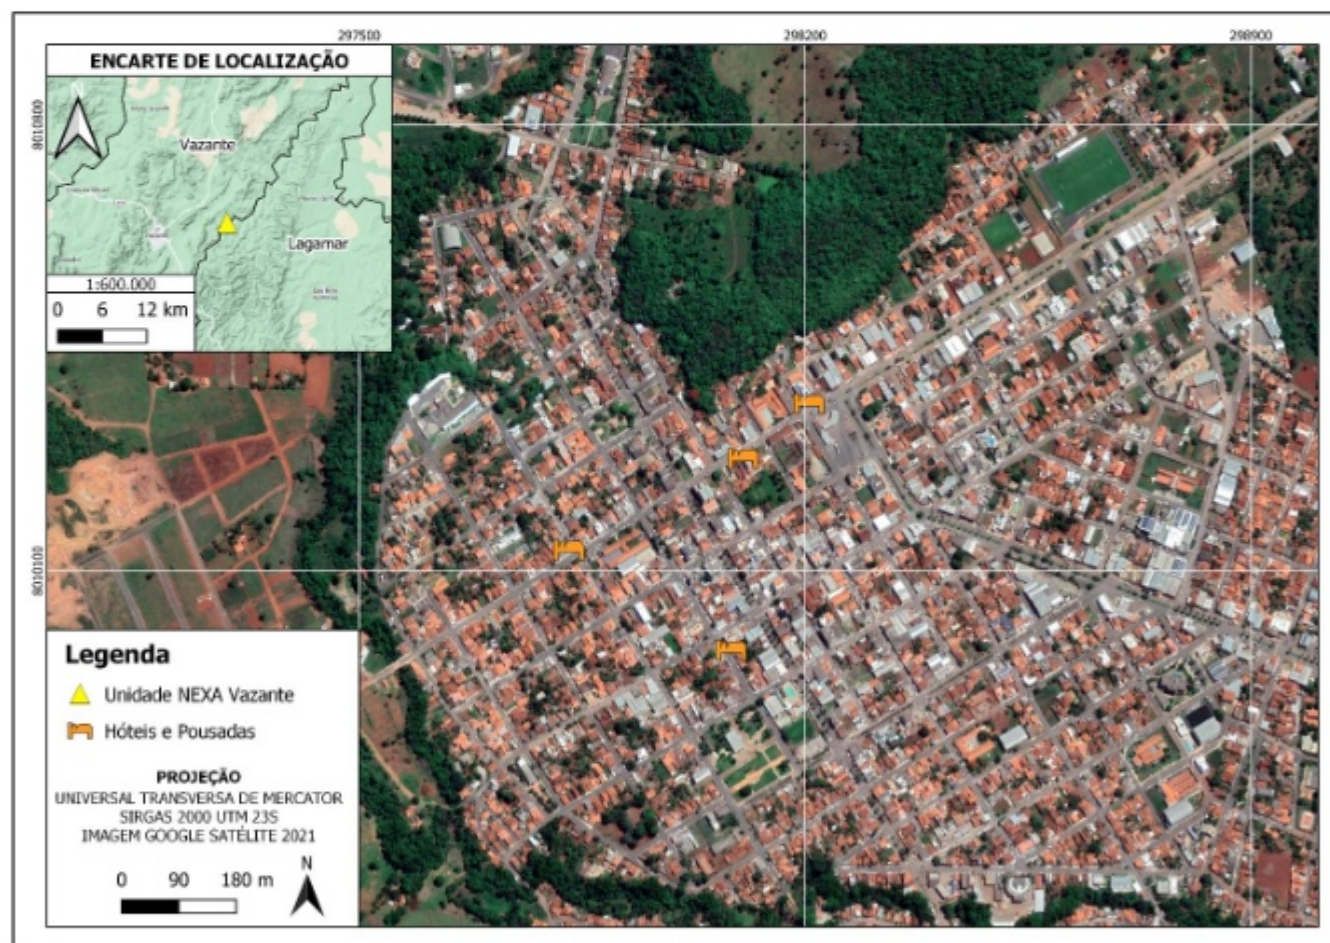 297500 298200 298900
ENCARTE DE LOCALIZAÇÃO
8010800
N
Vazante
Lagamar
1:600.000
0 6 12 km
8010100
Legenda
Unidade NEXA Vazante
Hóteis e Pousadas
PROJEÇÃO
UNIVERSAL TRANSVERSA DE MERCATOR
SIRGAS 2000 UTM 23S
IMAGEM GOOGLE SATÉLITE 2021
N
0 90 180 m